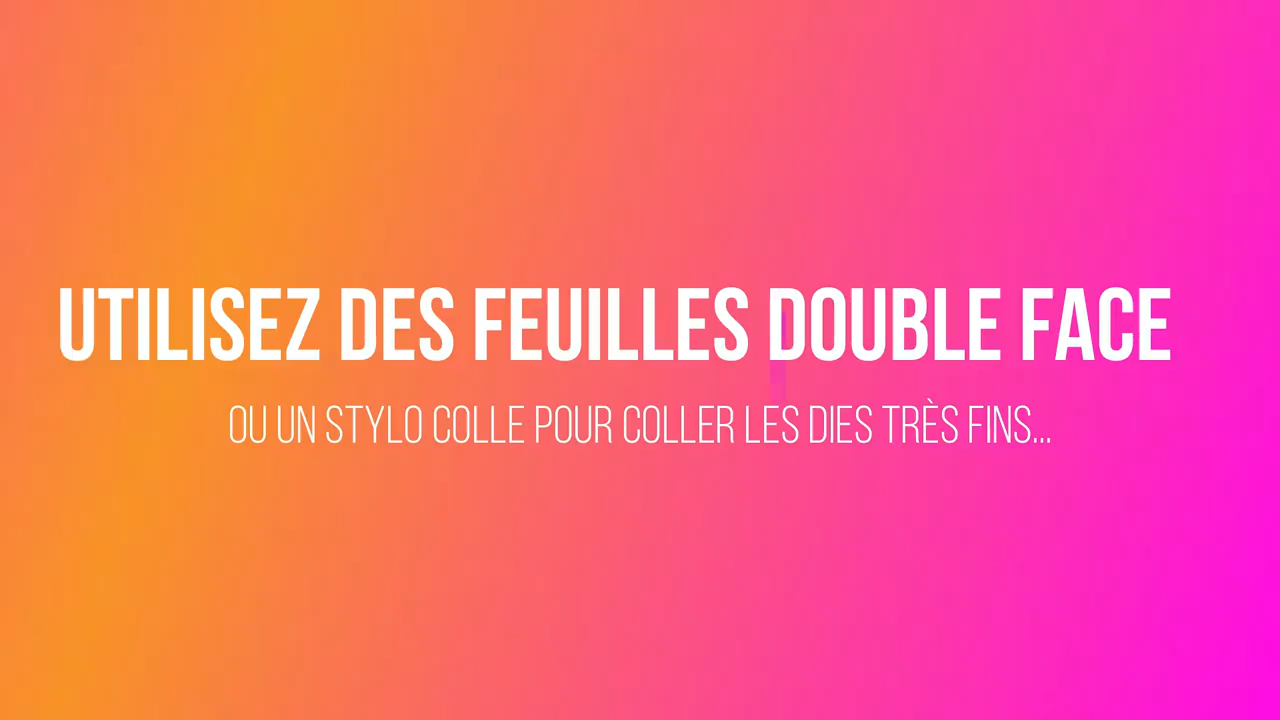 UTILISEZ DES FEUILLES DOUBLE FACE
OU UN STYLO COLLE POUR COLLER LES DIES TRÈS FINS...